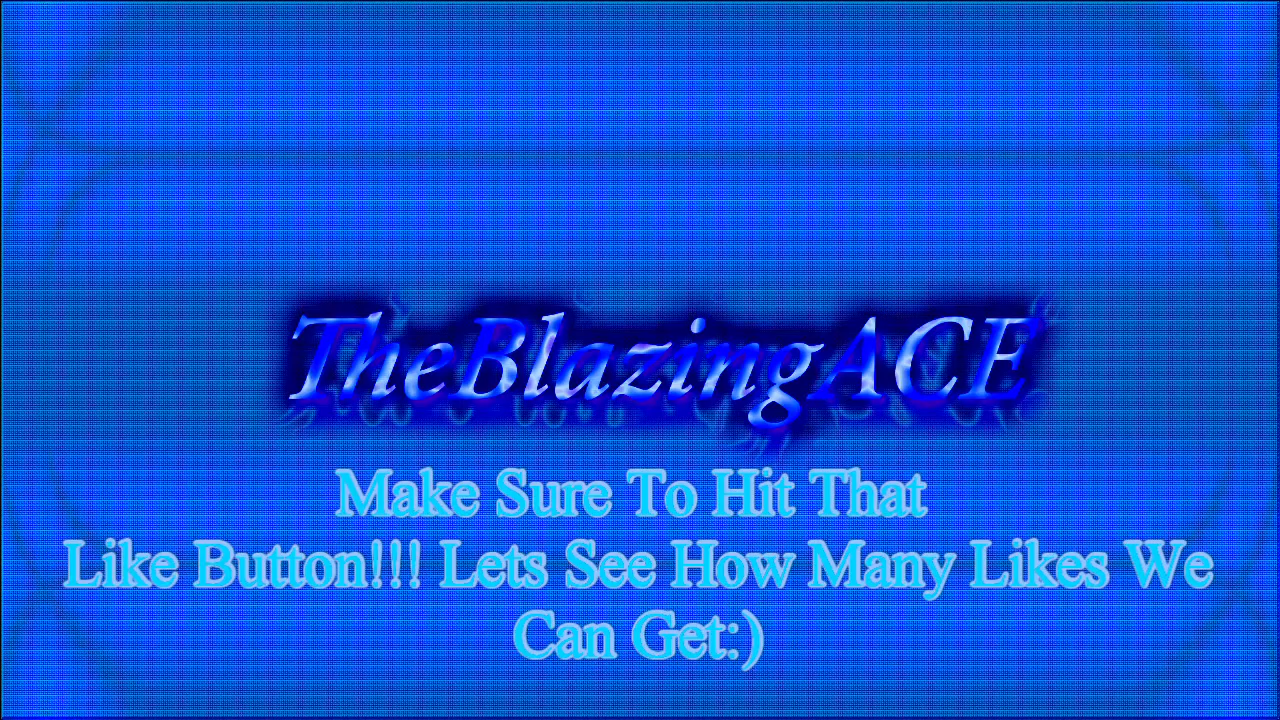 TheBlazingACE
Make Sure To Hit That
Like Button!!! Lets See How Many Likes We
Can Get:)